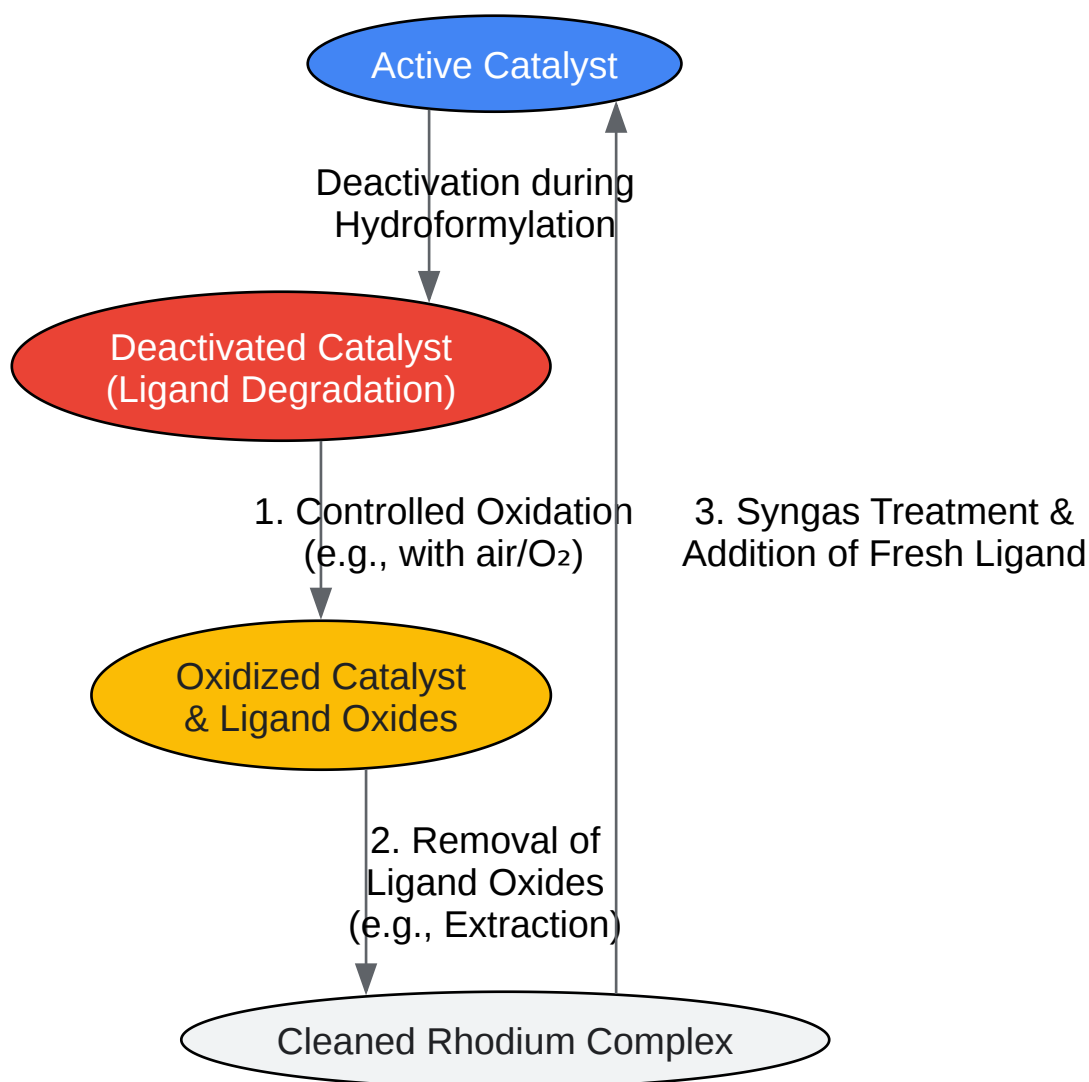 Active Catalyst
Deactivation during
Hydroformylation
Deactivated Catalyst
(Ligand Degradation)
1. Controlled Oxidation
(e.g., with air/O₂)
3. Syngas Treatment &
Addition of Fresh Ligand
Oxidized Catalyst
& Ligand Oxides
2. Removal of
Ligand Oxides
(e.g., Extraction)
Cleaned Rhodium Complex